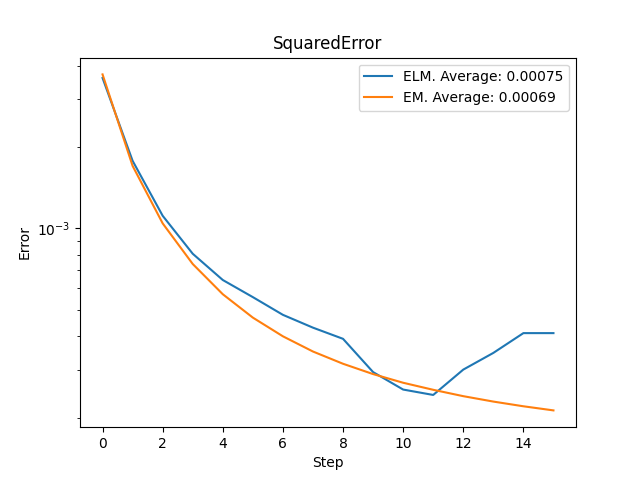 SquaredError
ELM. Average: 0.00075
EM. Average: 0.00069
Error
10⁻³
0 2 4 6 8 10 12 14
Step